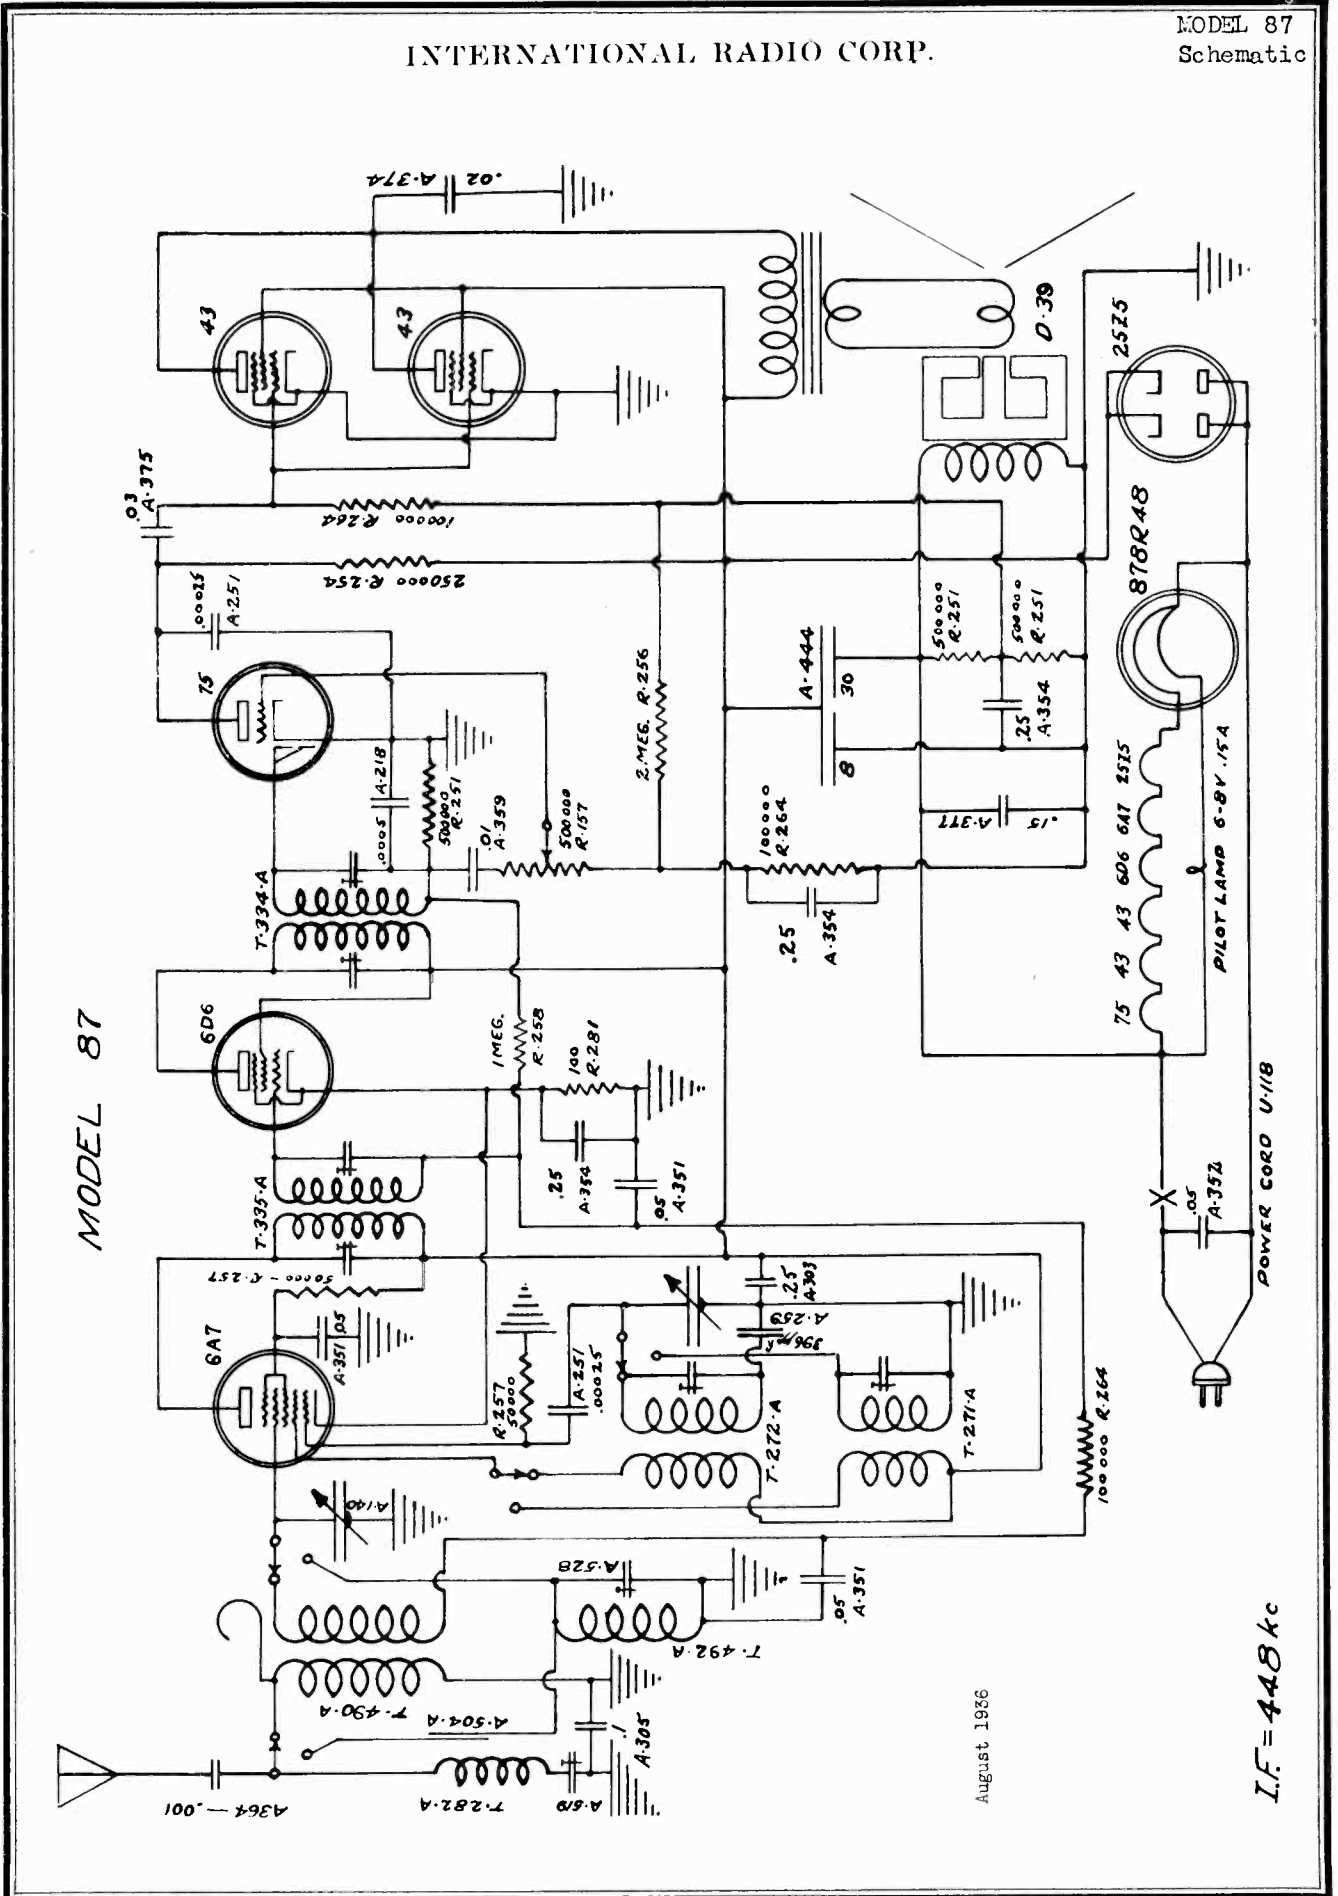 MODEL 87
Schematic
INTERNATIONAL RADIO CORP.
A·374
.02
43
43
D·39
25Z5
.03
A·375
100000 R·264
250000 R·254
.00025
A·251
75
878R48
500000
R·251
500000
R·251
A·444
30
8
.25
A·354
2.MEG. R·256
A·218
.0005
500000
R·251
.01
A·359
500000
R·157
100000
R·264
.25
A·354
A·377
.15
75 43 43 6D6 6A7 25Z5
PILOT LAMP 6-8V .15A
T·334·A
6D6
MODEL 87
1 MEG.
R·258
100
R·281
.25
A·354
.05
A·351
T·335·A
50000 - R·257
6A7
A·351 .05
R·257
50000
A·251
.00025
.25
A·303
A·259
T·272·A
T·271·A
100000 R·264
.05
A·352
POWER CORD U·118
A·140
A·528
.05
A·351
T·492·A
T·490·A
A·504·A
.1
A·305
A364 - .001
T·282·A
A·519
August 1936
I.F. = 448 kc